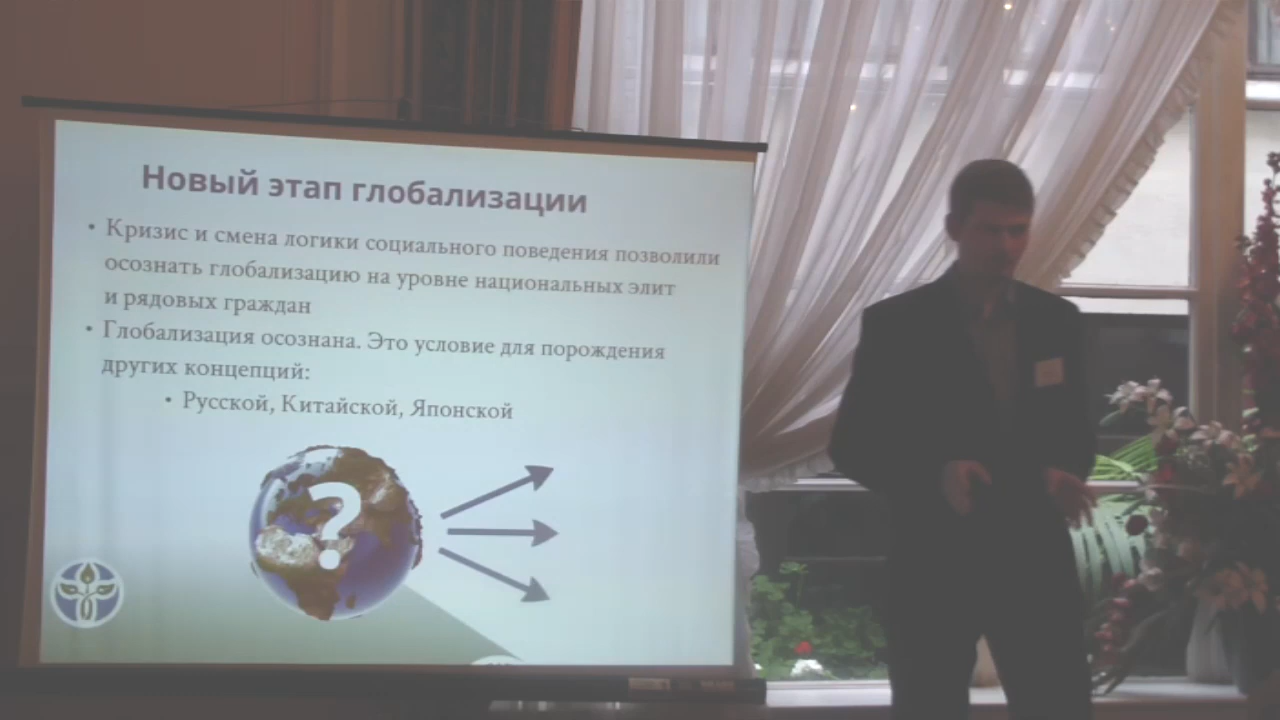 Новый этап глобализации
• Кризис и смена логики социального поведения позволили
осознать глобализацию на уровне национальных элит
и рядовых граждан
• Глобализация осознана. Это условие для порождения
других концепций:
• Русской, Китайской, Японской
?